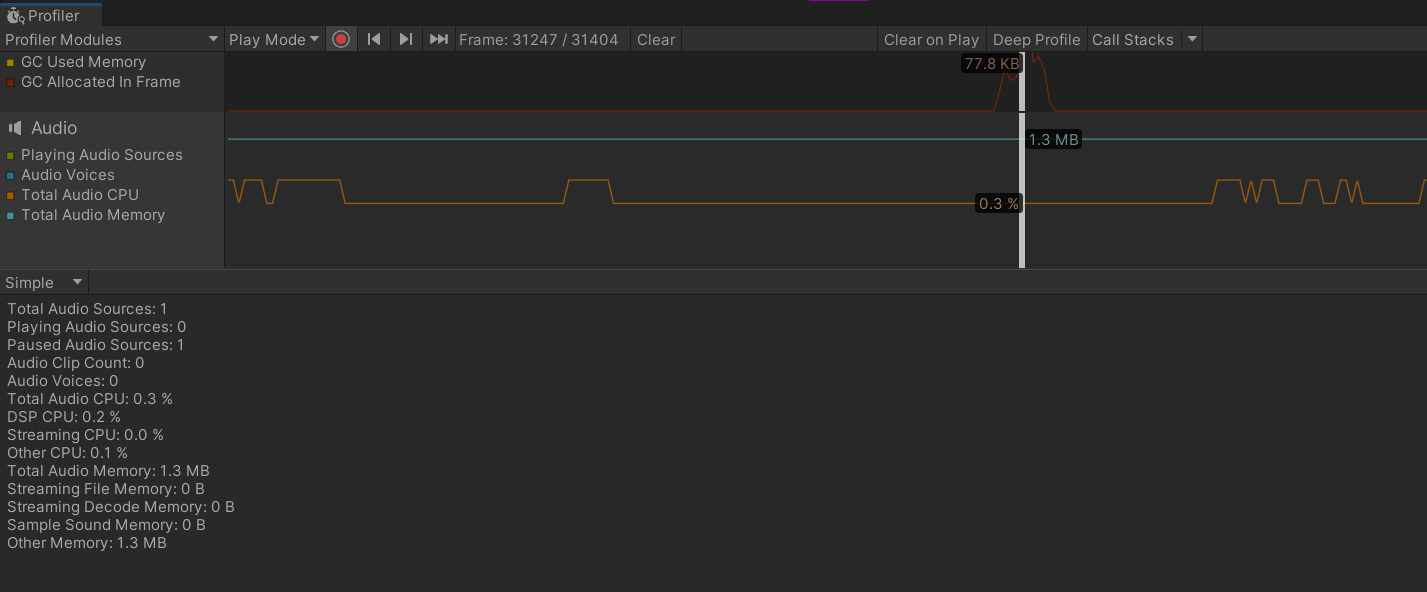 Profiler
Profiler Modules Play Mode Frame: 31247 / 31404 Clear Clear on Play Deep Profile Call Stacks
GC Used Memory 77.8 KB
GC Allocated In Frame
Audio
1.3 MB
Playing Audio Sources
Audio Voices
Total Audio CPU 0.3 %
Total Audio Memory
Simple
Total Audio Sources: 1
Playing Audio Sources: 0
Paused Audio Sources: 1
Audio Clip Count: 0
Audio Voices: 0
Total Audio CPU: 0.3 %
DSP CPU: 0.2 %
Streaming CPU: 0.0 %
Other CPU: 0.1 %
Total Audio Memory: 1.3 MB
Streaming File Memory: 0 B
Streaming Decode Memory: 0 B
Sample Sound Memory: 0 B
Other Memory: 1.3 MB